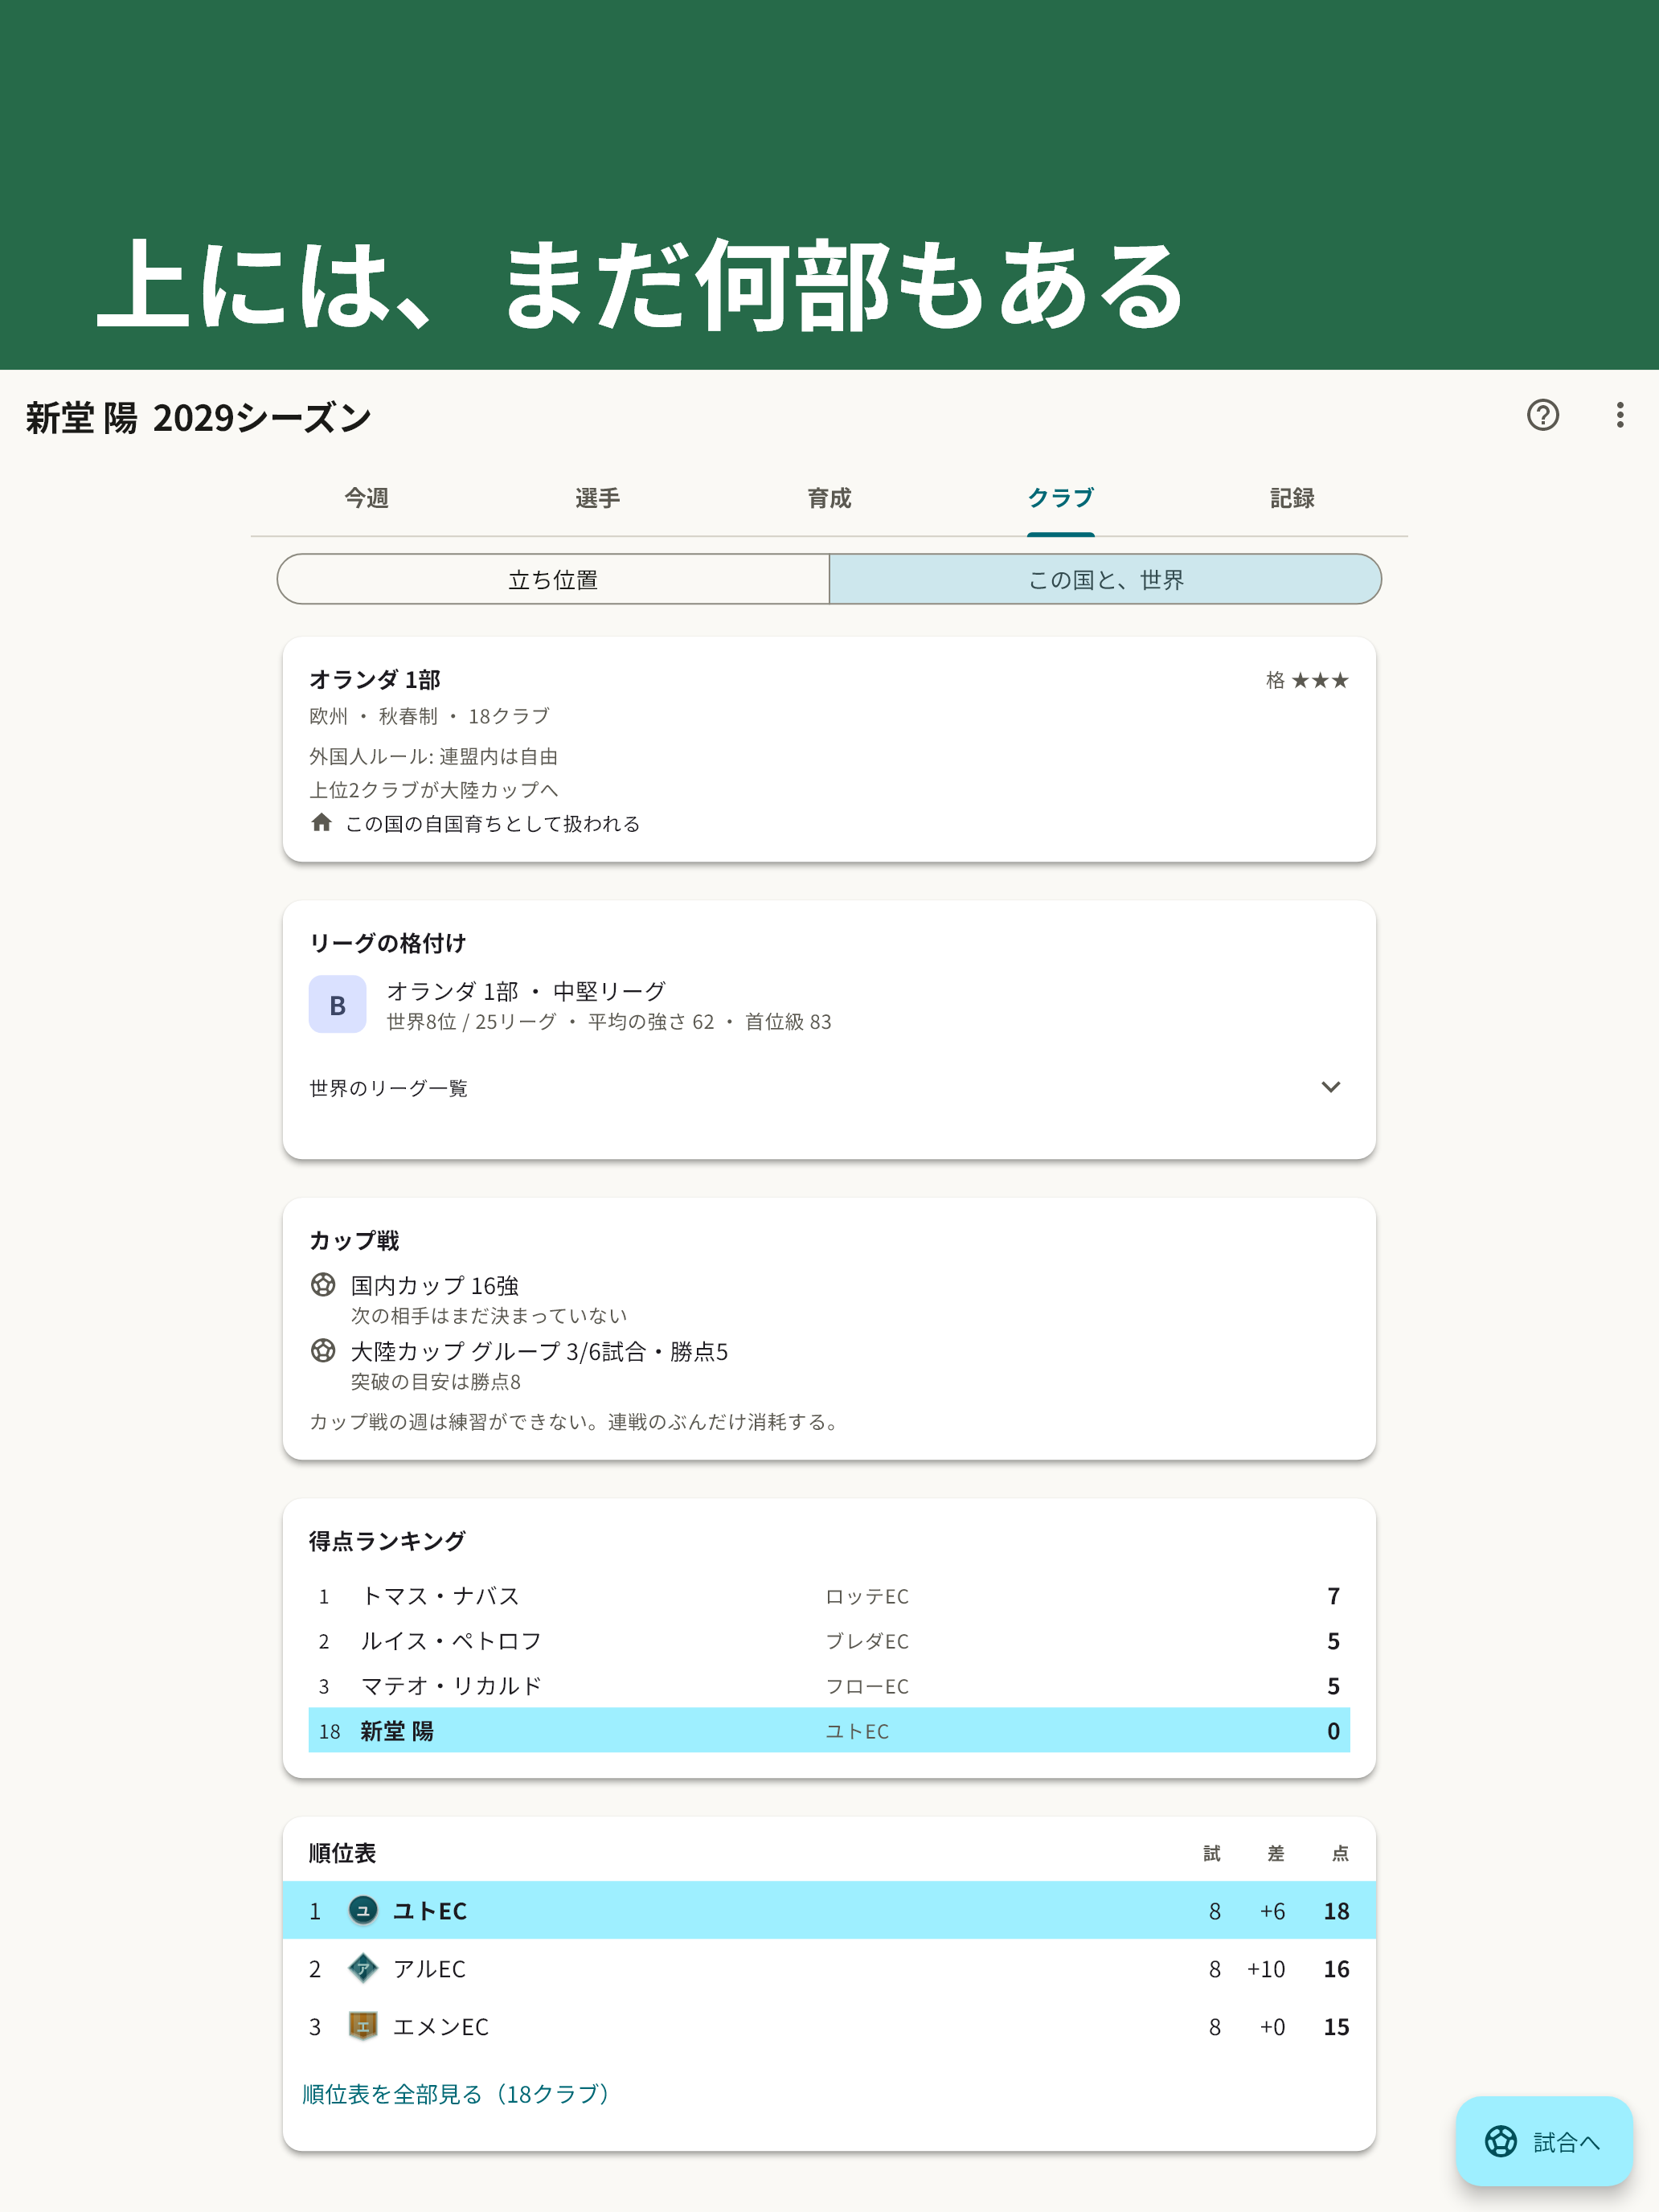 上には、まだ何部もある
新堂 陽 2029シーズン
今週 選手 育成 クラブ 記録
立ち位置 この国と、世界
オランダ 1部 格 ★★★
欧州 ・ 秋春制 ・ 18クラブ
外国人ルール: 連盟内は自由
上位2クラブが大陸カップへ
この国の自国育ちとして扱われる
リーグの格付け
B オランダ 1部 ・ 中堅リーグ
世界8位 / 25リーグ ・ 平均の強さ 62 ・ 首位級 83
世界のリーグ一覧
カップ戦
国内カップ 16強
次の相手はまだ決まっていない
大陸カップ グループ 3/6試合・勝点5
突破の目安は勝点8
カップ戦の週は練習ができない。連戦のぶんだけ消耗する。
得点ランキング
1 トマス・ナバス ロッテEC 7
2 ルイス・ペトロフ ブレダEC 5
3 マテオ・リカルド フローEC 5
18 新堂 陽 ユトEC 0
順位表 試 差 点
1 ユ ユトEC 8 +6 18
2 ア アルEC 8 +10 16
3 エ エメンEC 8 +0 15
順位表を全部見る（18クラブ）
試合へ